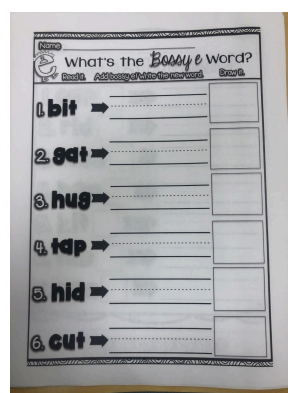 Name
e What's the Bossy e Word?
Read it. Add bossy e! Write the new word. Draw it.
1. bit
2. gat
3. hug
4. tap
5. hid
6. cut